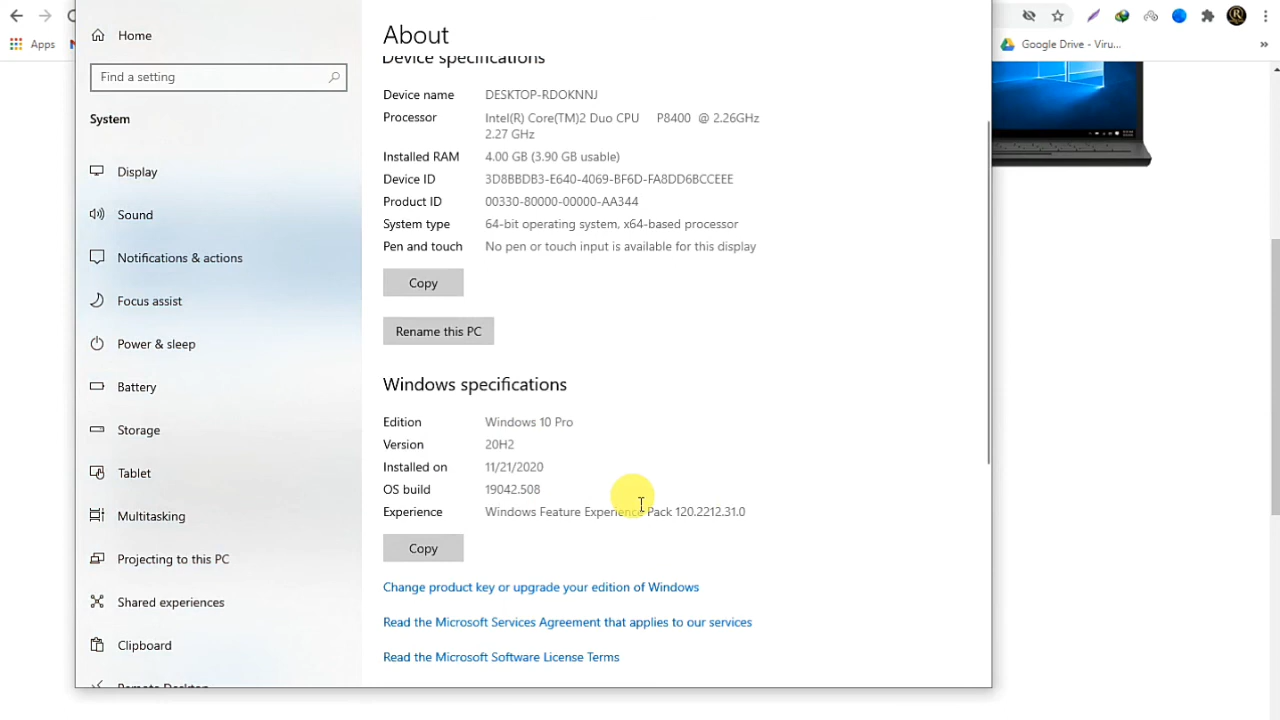 Apps
Google Drive - Viru...
»
Home
Find a setting
System
Display
Sound
Notifications & actions
Focus assist
Power & sleep
Battery
Storage
Tablet
Multitasking
Projecting to this PC
Shared experiences
Clipboard
Remote Desktop
About
Device specifications
Device name DESKTOP-RDOKNNJ
Processor Intel(R) Core(TM)2 Duo CPU P8400 @ 2.26GHz
2.27 GHz
Installed RAM 4.00 GB (3.90 GB usable)
Device ID 3D8BBDB3-E640-4069-BF6D-FA8DD6BCCEEE
Product ID 00330-80000-00000-AA344
System type 64-bit operating system, x64-based processor
Pen and touch No pen or touch input is available for this display
Copy
Rename this PC
Windows specifications
Edition Windows 10 Pro
Version 20H2
Installed on 11/21/2020
OS build 19042.508
Experience Windows Feature Experience Pack 120.2212.31.0
Copy
Change product key or upgrade your edition of Windows
Read the Microsoft Services Agreement that applies to our services
Read the Microsoft Software License Terms